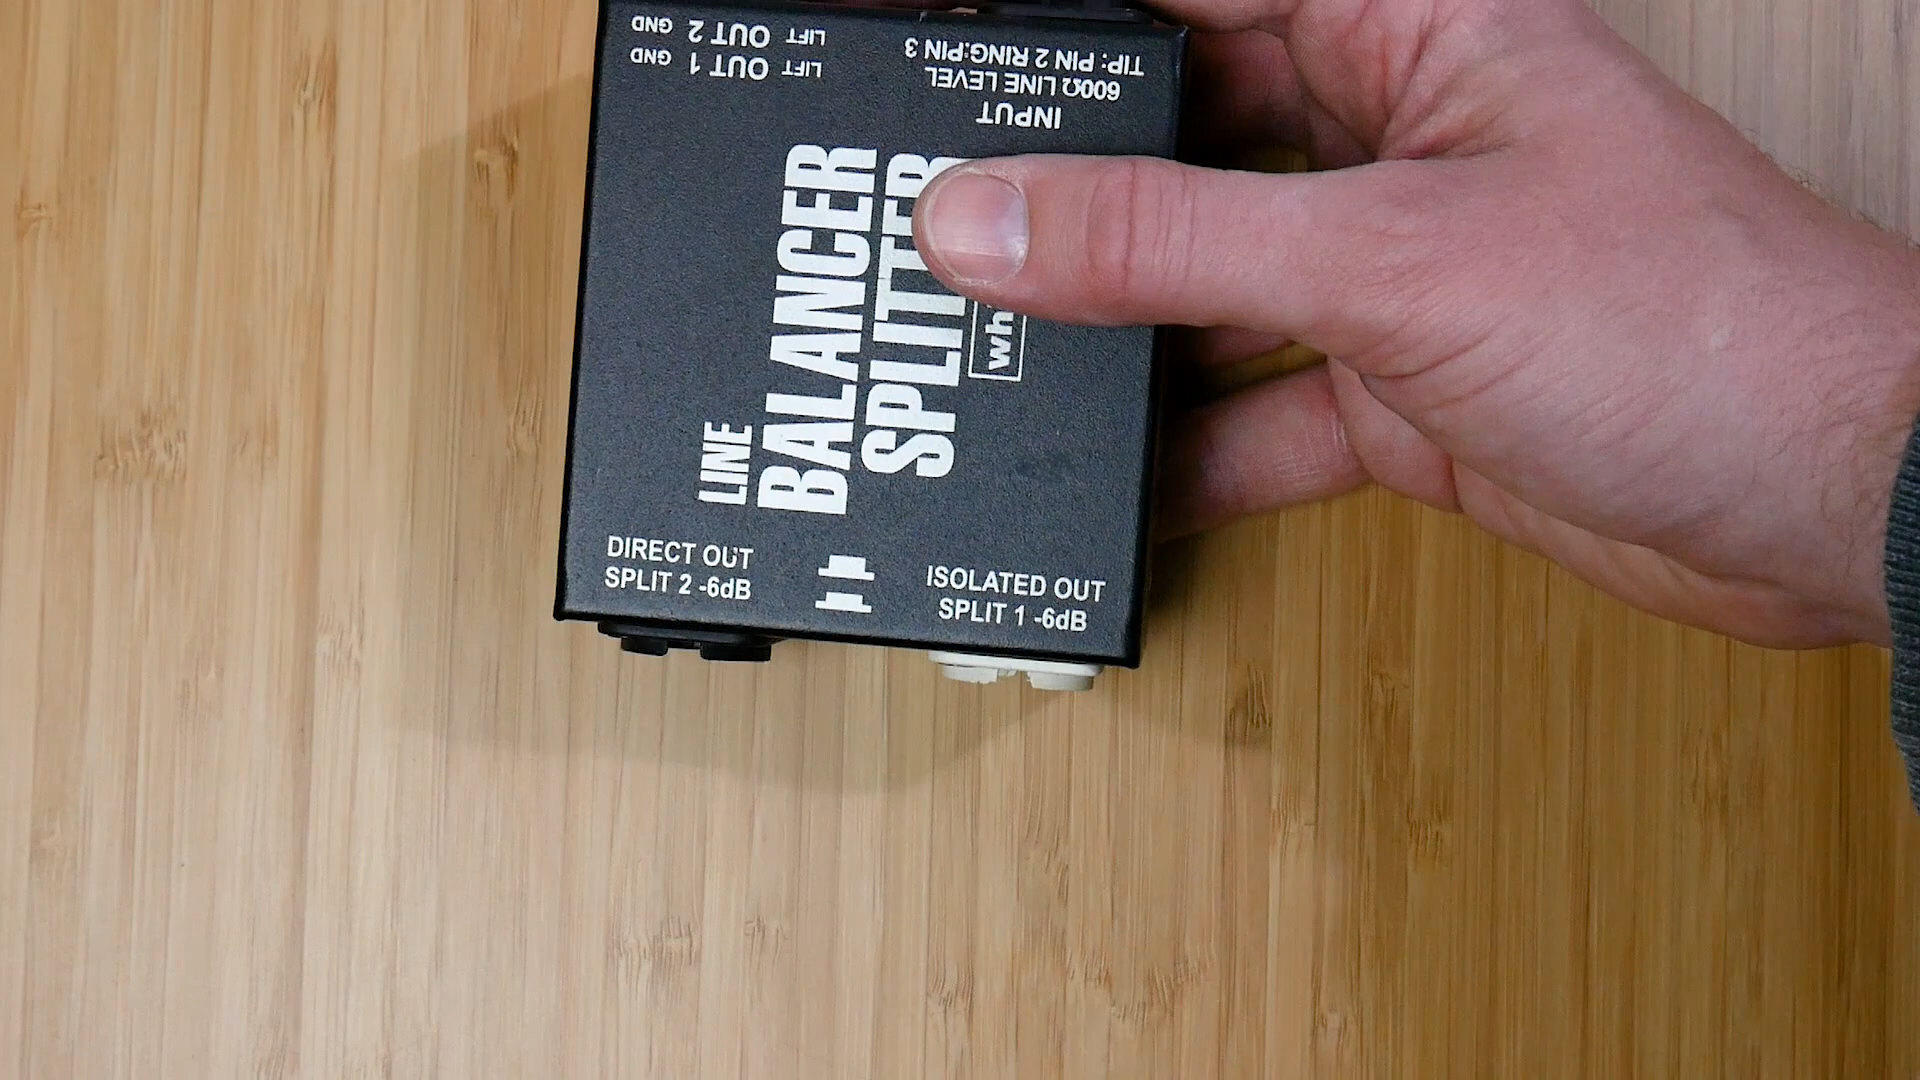 GND OUT 2 LIFT
GND OUT 1 LIFT
INPUT
600Ω LINE LEVEL
TIP: PIN 2 RING:PIN 3
LINE
BALANCER
SPLITTER
DIRECT OUT
SPLIT 2 -6dB
ISOLATED OUT
SPLIT 1 -6dB